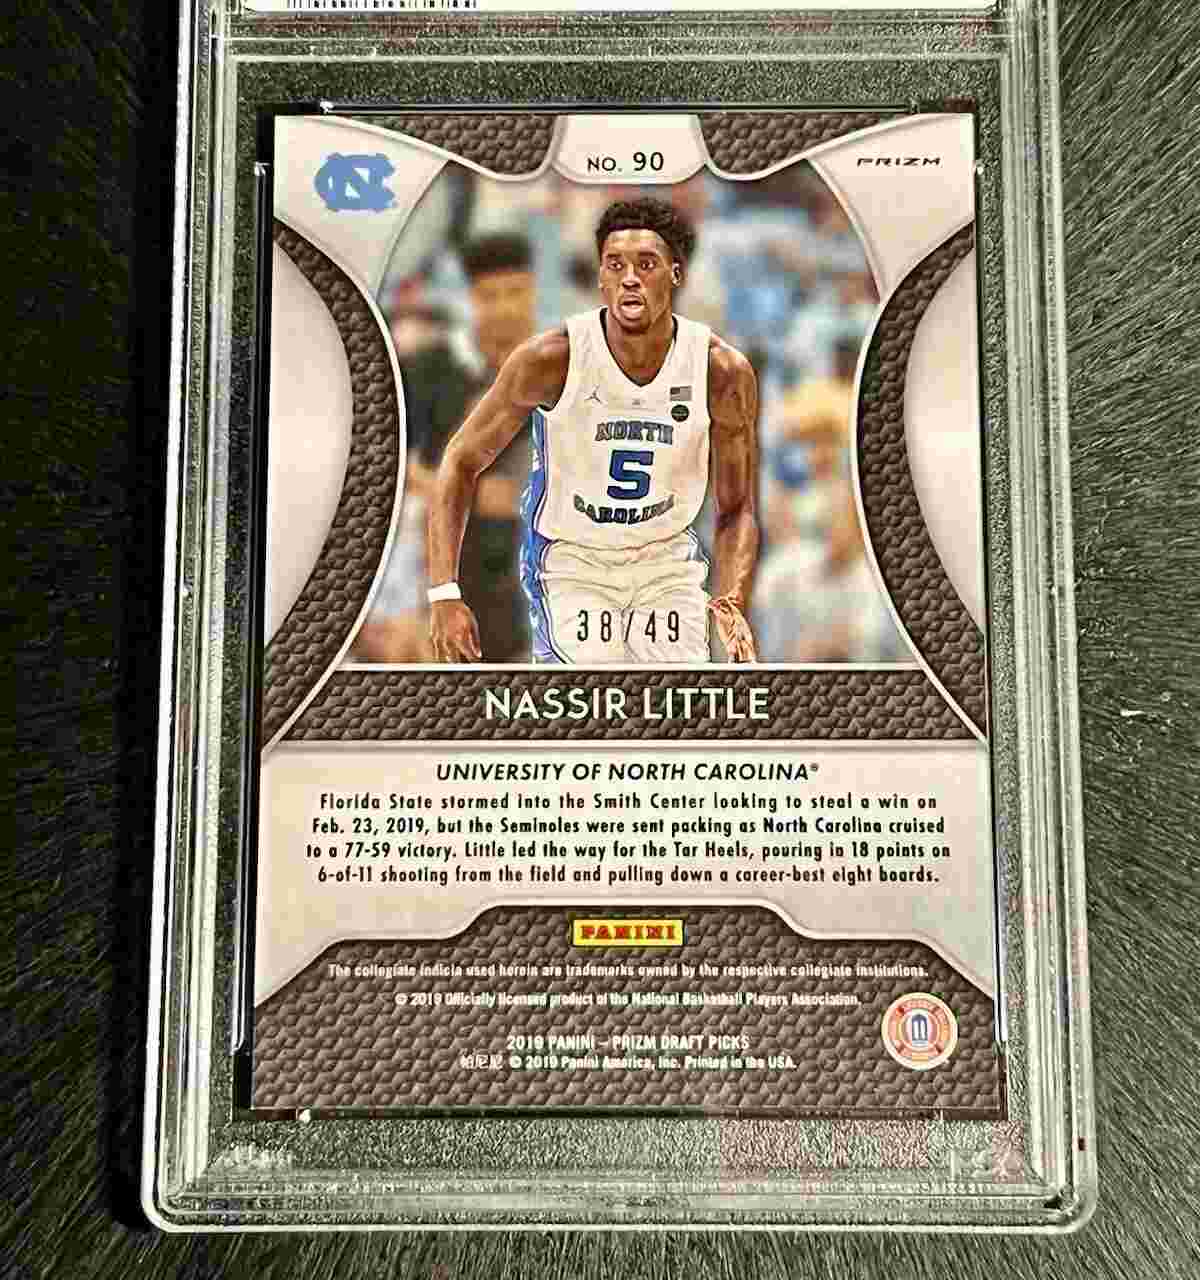 NC
NO. 90
PRIZM
NORTH
5
CAROLINA
38/49
NASSIR LITTLE
UNIVERSITY OF NORTH CAROLINA®
Florida State stormed into the Smith Center looking to steal a win on
Feb. 23, 2019, but the Seminoles were sent packing as North Carolina cruised
to a 77-59 victory. Little led the way for the Tar Heels, pouring in 18 points on
6-of-11 shooting from the field and pulling down a career-best eight boards.
PANINI
The collegiate indicia used herein are trademarks owned by the respective collegiate institutions.
© 2019 Officially licensed product of the National Basketball Players Association.
2019 PANINI – PRIZM DRAFT PICKS
帕尼尼 © 2019 Panini America, Inc. Printed in the USA.